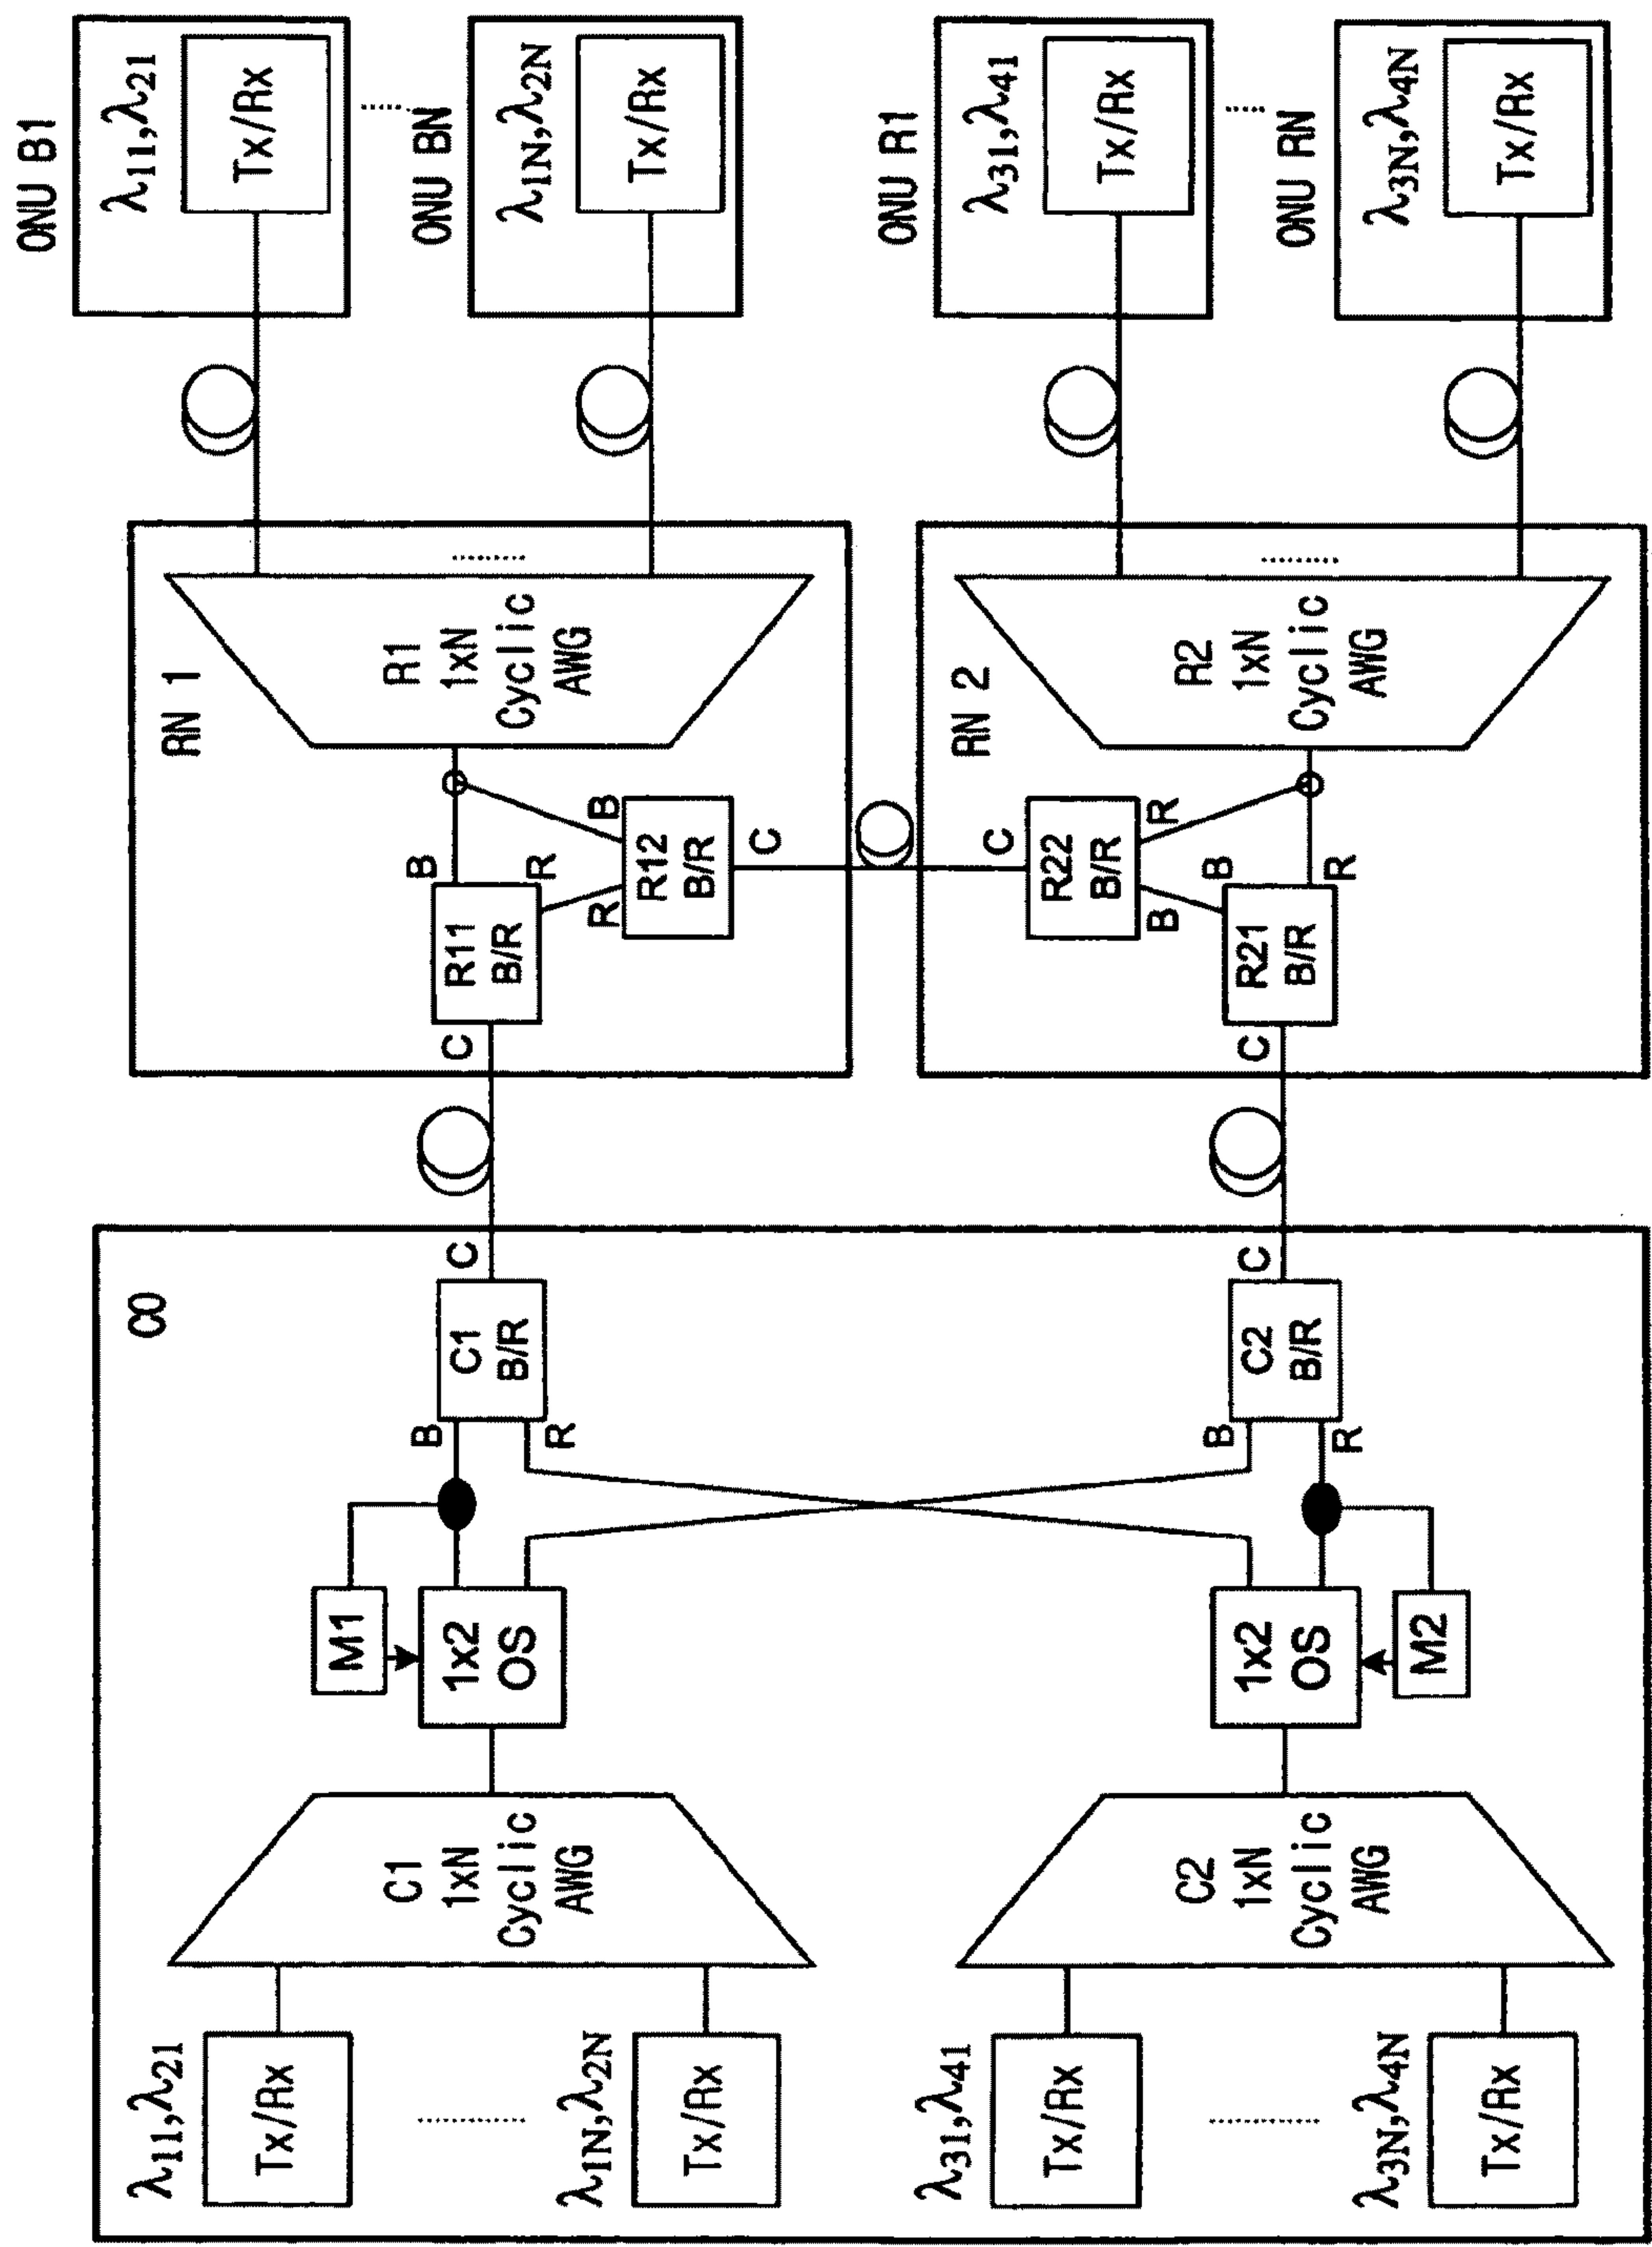 ONU B1
λ11,λ21
Tx/Rx
ONU BN
λ1N,λ2N
Tx/Rx
ONU R1
λ31,λ41
Tx/Rx
ONU RN
λ3N,λ4N
Tx/Rx
RN 1
R1
1xN
Cyclic
AWG
B
R
B
R
R11
B/R
R12
B/R
C
C
RN 2
R2
1xN
Cyclic
AWG
C
R22
B/R
R
B
B
R
R21
B/R
C
CO
C
C1
B/R
B
R
C
C2
B/R
B
R
M1
1x2
OS
1x2
OS
M2
C1
1xN
Cyclic
AWG
C2
1xN
Cyclic
AWG
λ11,λ21
Tx/Rx
λ1N,λ2N
Tx/Rx
λ31,λ41
Tx/Rx
λ3N,λ4N
Tx/Rx